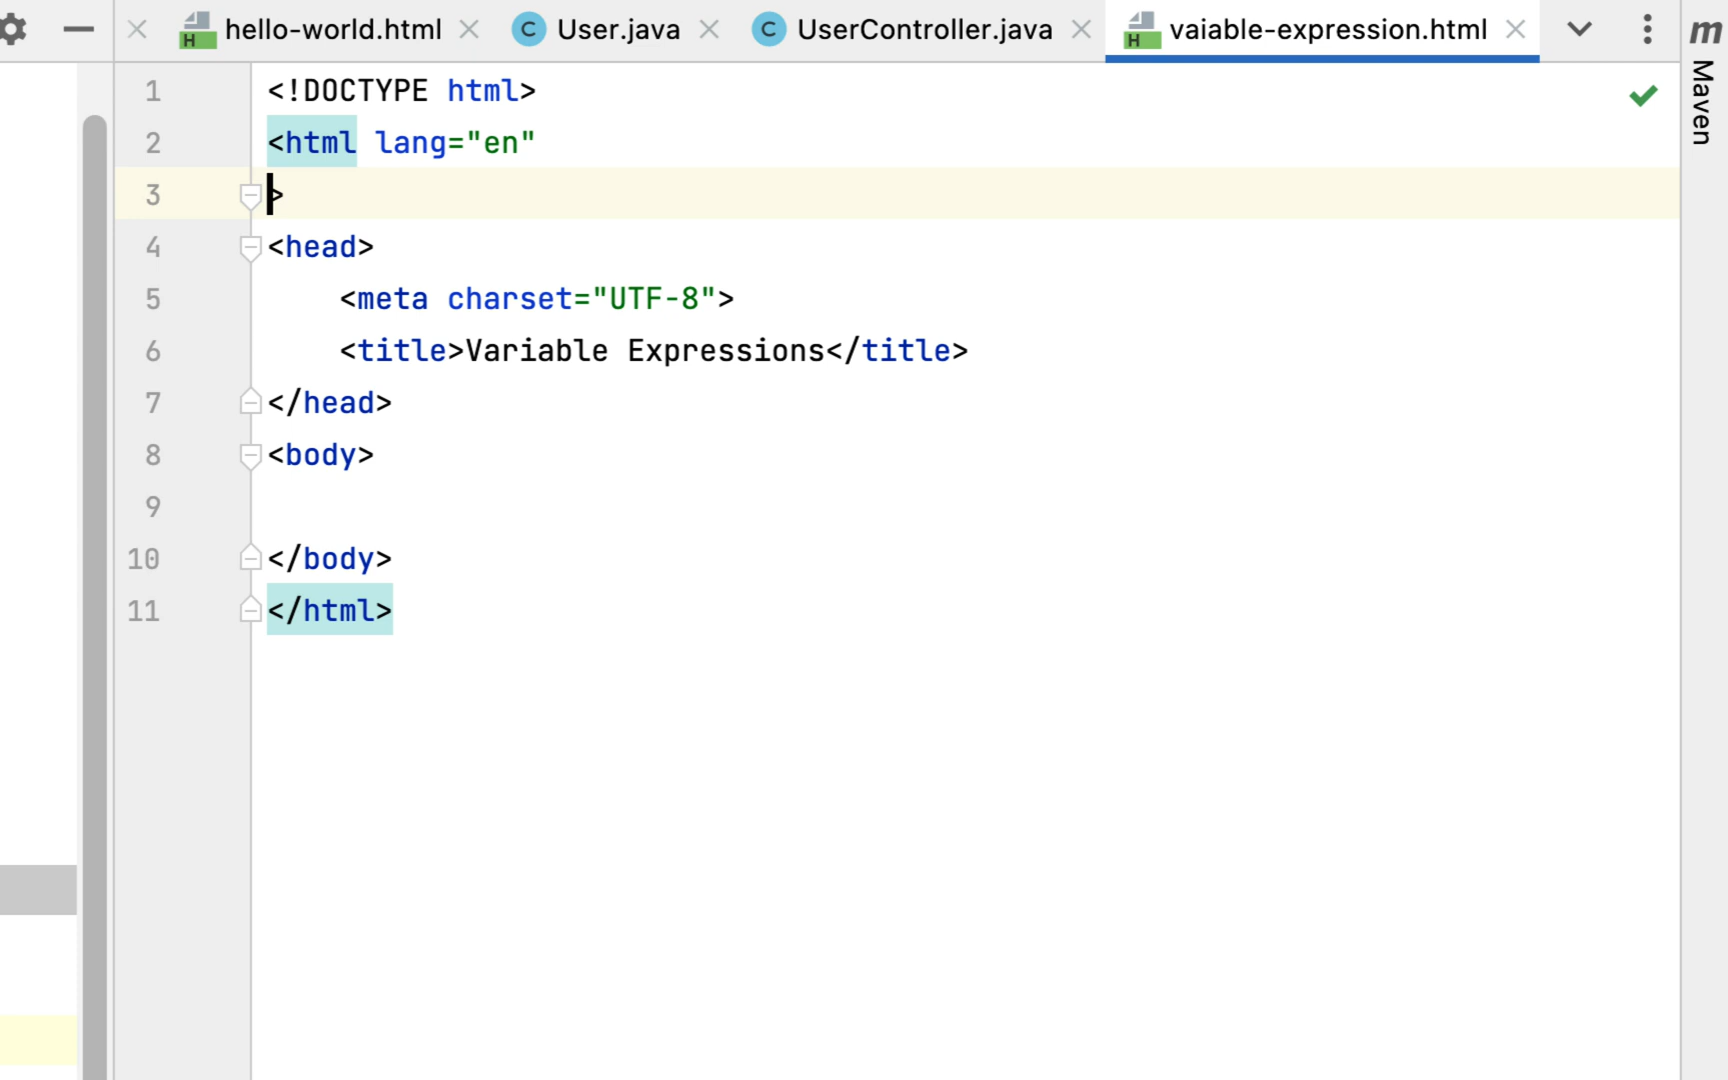 hello-world.html
C User.java
C UserController.java
vaiable-expression.html
m Maven
1 <!DOCTYPE html>
2 <html lang="en"
3 >
4 <head>
5 <meta charset="UTF-8">
6 <title>Variable Expressions</title>
7 </head>
8 <body>
9
10 </body>
11 </html>